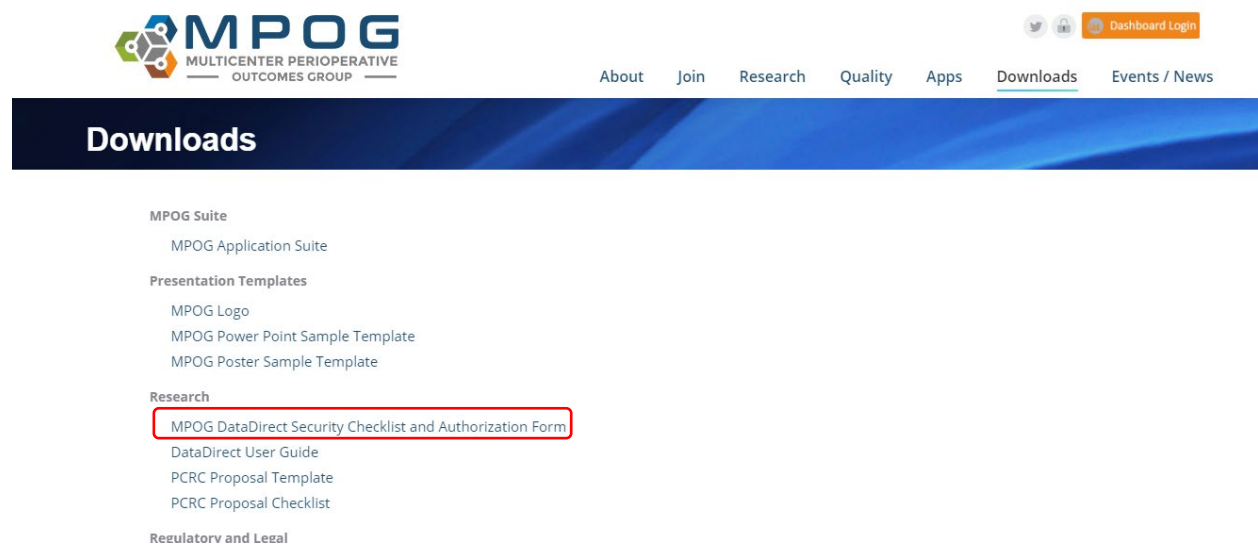 MPOG
MULTICENTER PERIOPERATIVE
OUTCOMES GROUP
Dashboard Login
About Join Research Quality Apps Downloads Events / News
Downloads
MPOG Suite
MPOG Application Suite
Presentation Templates
MPOG Logo
MPOG Power Point Sample Template
MPOG Poster Sample Template
Research
MPOG DataDirect Security Checklist and Authorization Form
DataDirect User Guide
PCRC Proposal Template
PCRC Proposal Checklist
Regulatory and Legal